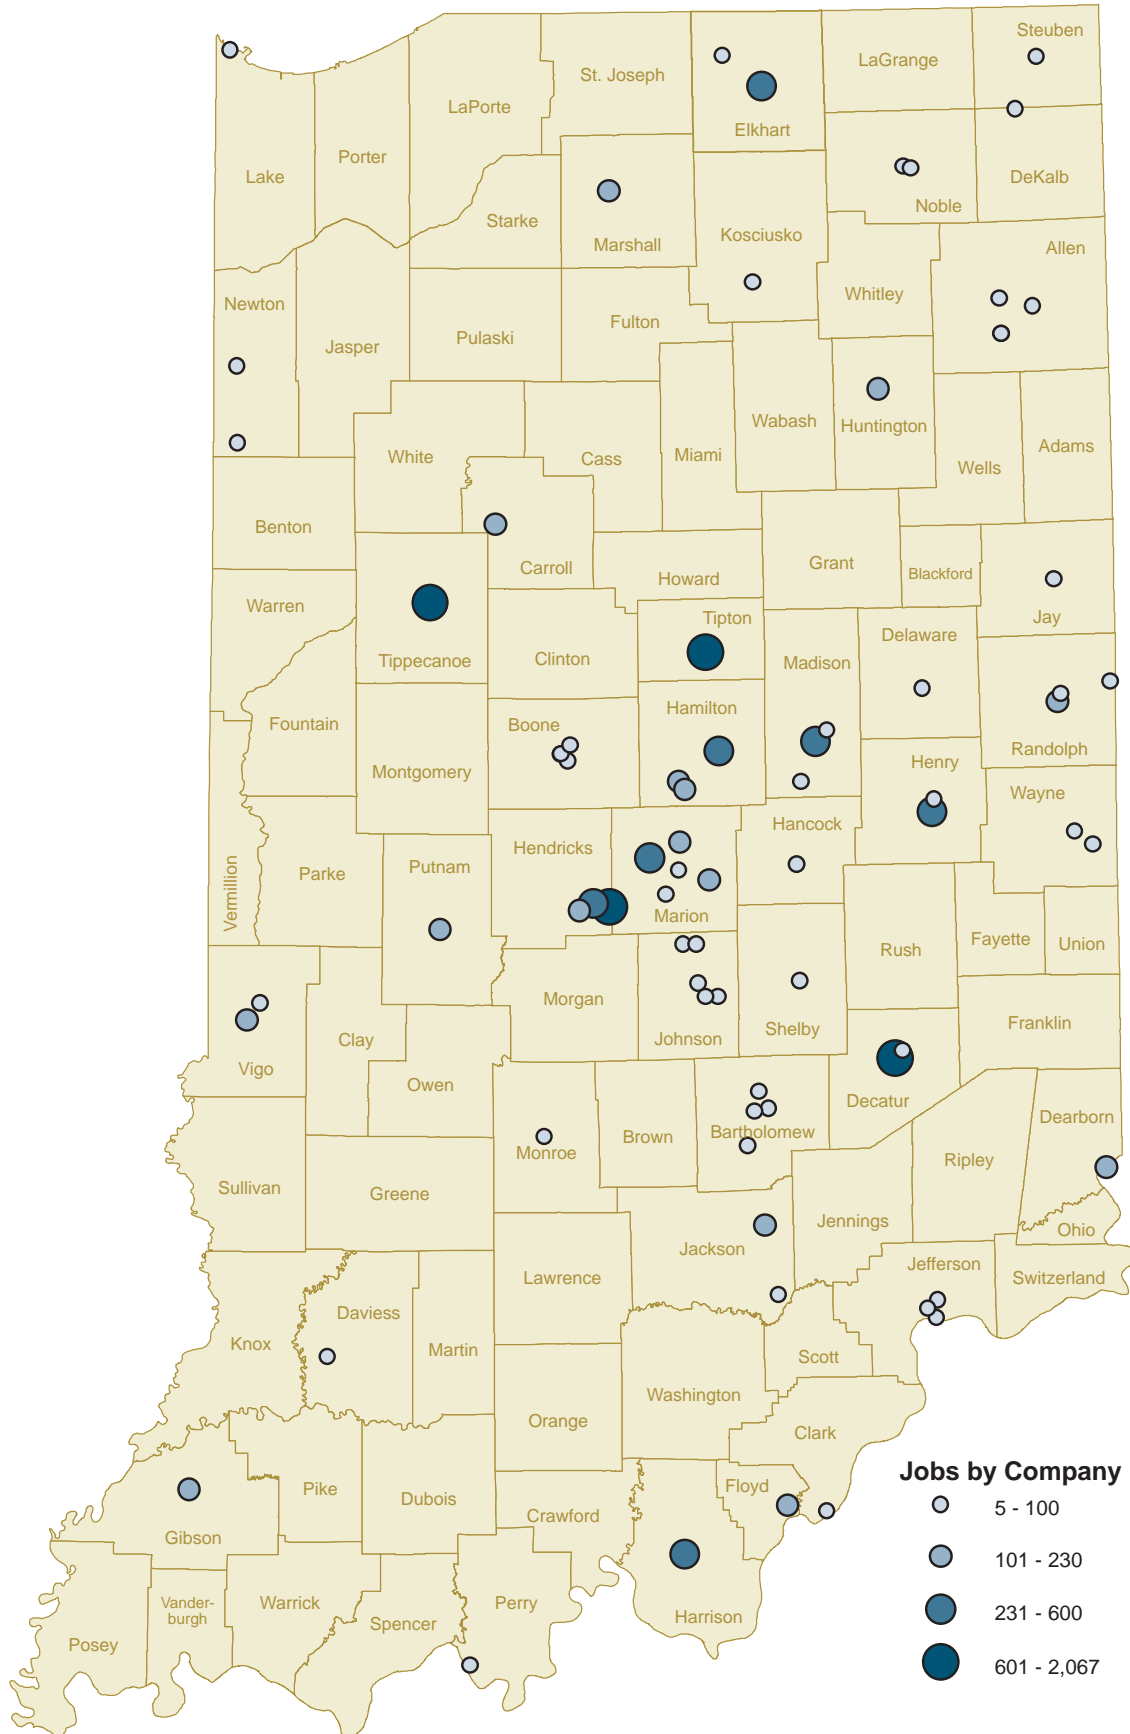 Steuben
LaGrange
St. Joseph
LaPorte
Elkhart
Porter
Lake
DeKalb
Noble
Starke
Marshall
Kosciusko
Allen
Whitley
Newton
Fulton
Pulaski
Jasper
Wabash
Huntington
Adams
White
Cass
Miami
Wells
Benton
Carroll
Grant
Blackford
Howard
Warren
Jay
Tipton
Delaware
Tippecanoe
Clinton
Madison
Hamilton
Fountain
Boone
Randolph
Montgomery
Henry
Wayne
Hancock
Hendricks
Putnam
Parke
Vermillion
Marion
Fayette
Union
Rush
Morgan
Franklin
Shelby
Johnson
Clay
Vigo
Owen
Decatur
Dearborn
Bartholomew
Brown
Monroe
Ripley
Sullivan
Greene
Jennings
Ohio
Jackson
Jefferson
Lawrence
Switzerland
Daviess
Knox
Martin
Scott
Washington
Orange
Clark
Jobs by Company
Floyd
Pike
Dubois
5 - 100
Crawford
Gibson
101 - 230
Vander-
burgh
Warrick
Perry
231 - 600
Harrison
Spencer
Posey
601 - 2,067